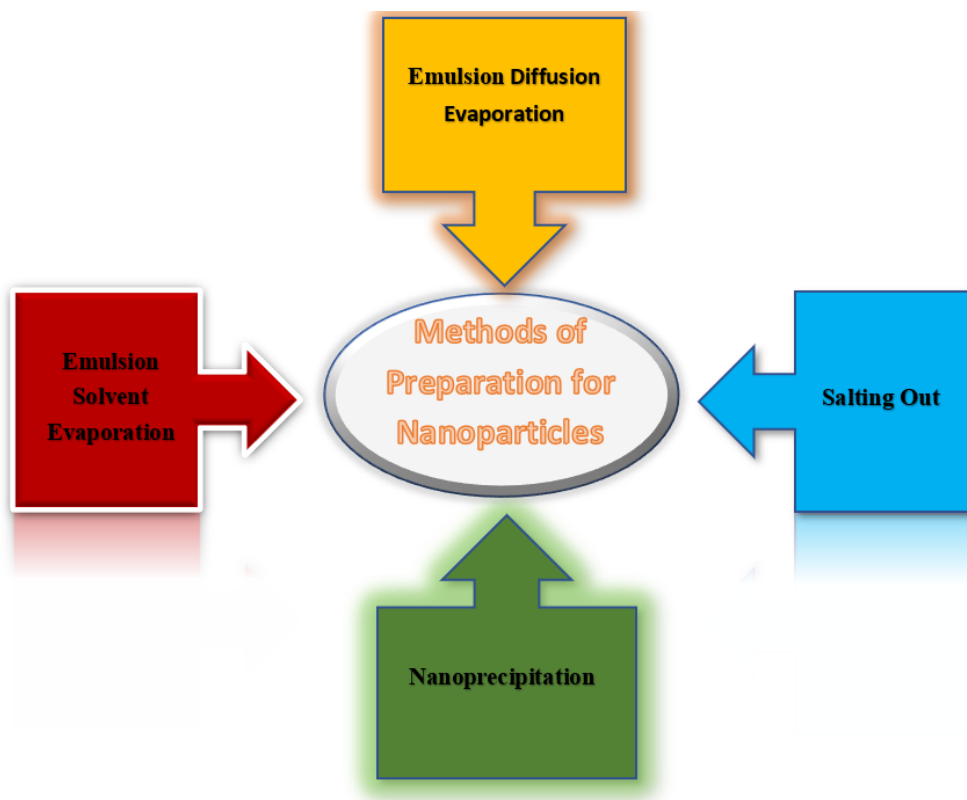 Emulsion Diffusion
Evaporation
Methods of
Preparation for
Nanoparticles
Emulsion
Solvent
Evaporation
Salting Out
Nanoprecipitation